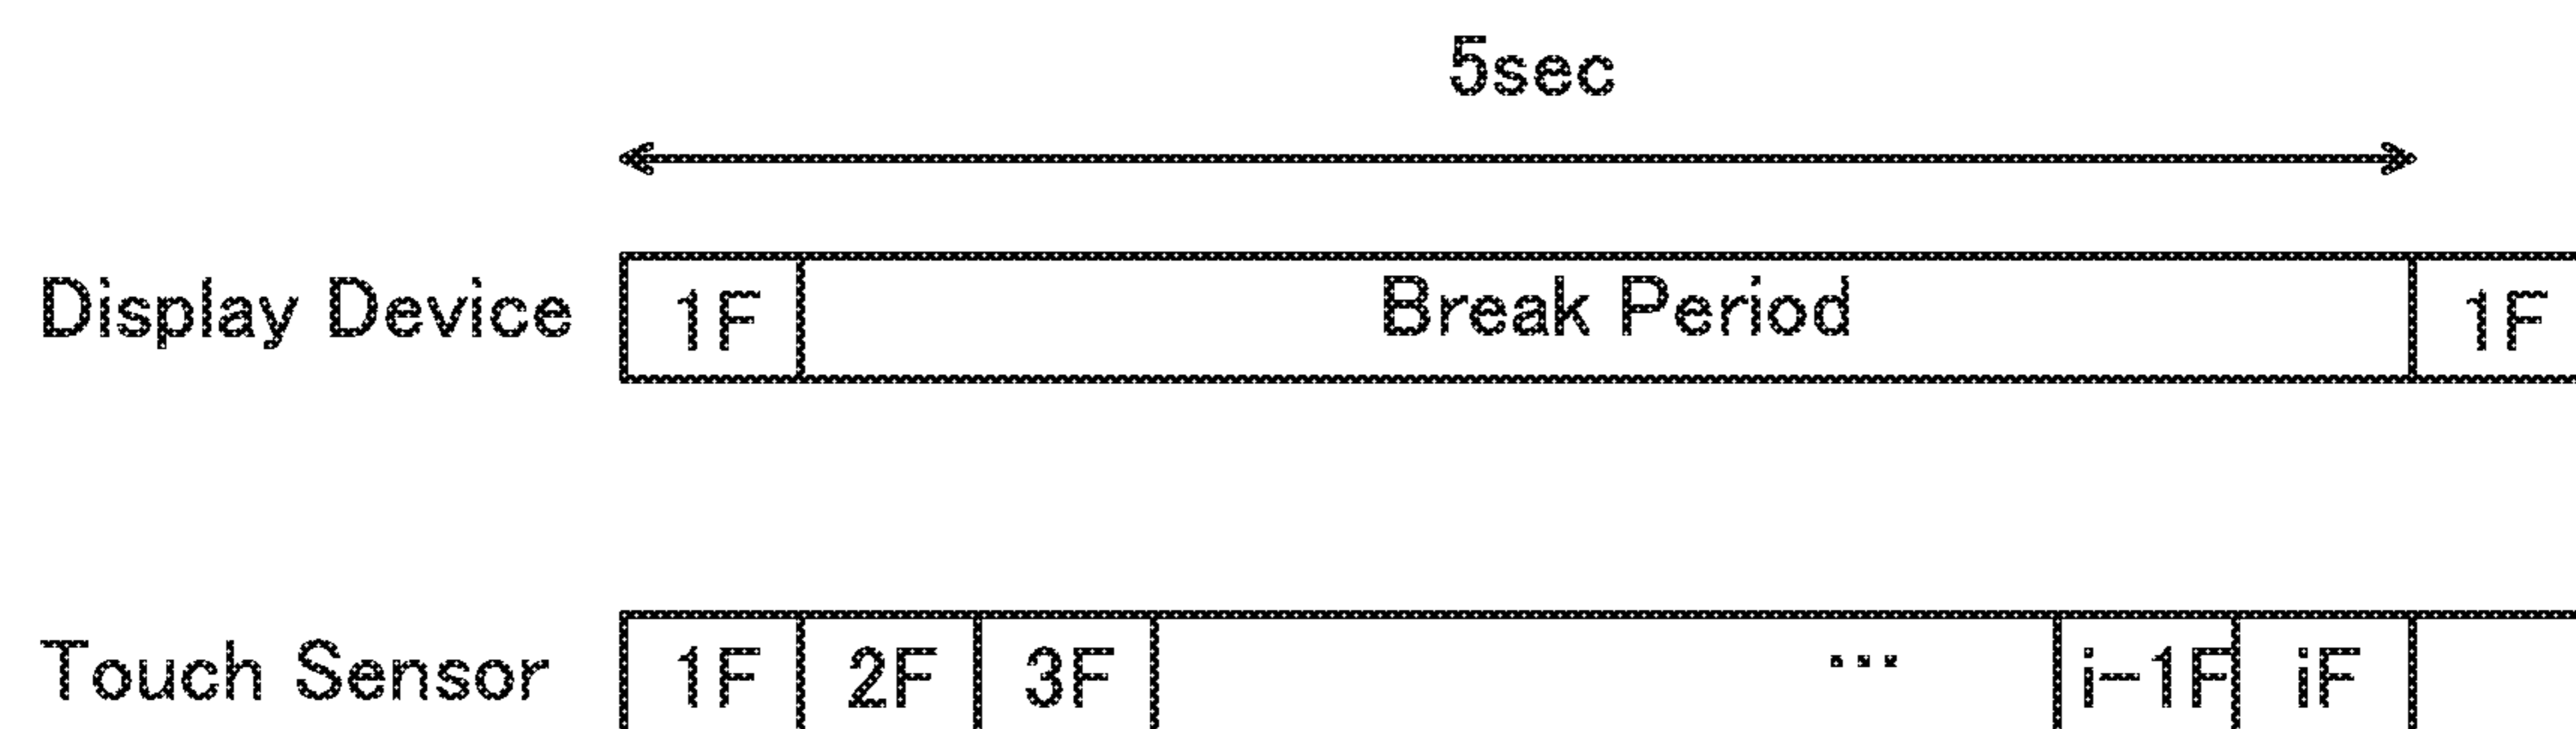 5sec
Display Device 1F Break Period 1F
Touch Sensor 1F 2F 3F ... i-1F iF